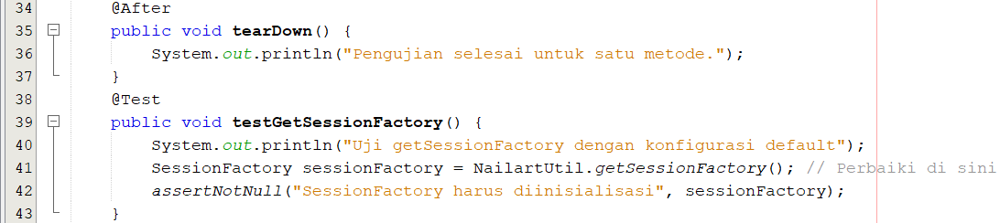 34 @After
35 public void tearDown() {
36 System.out.println("Pengujian selesai untuk satu metode.");
37 }
38 @Test
39 public void testGetSessionFactory() {
40 System.out.println("Uji getSessionFactory dengan konfigurasi default");
41 SessionFactory sessionFactory = NailartUtil.getSessionFactory(); // Perbaiki di sini
42 assertNotNull("SessionFactory harus diinisialisasi", sessionFactory);
43 }